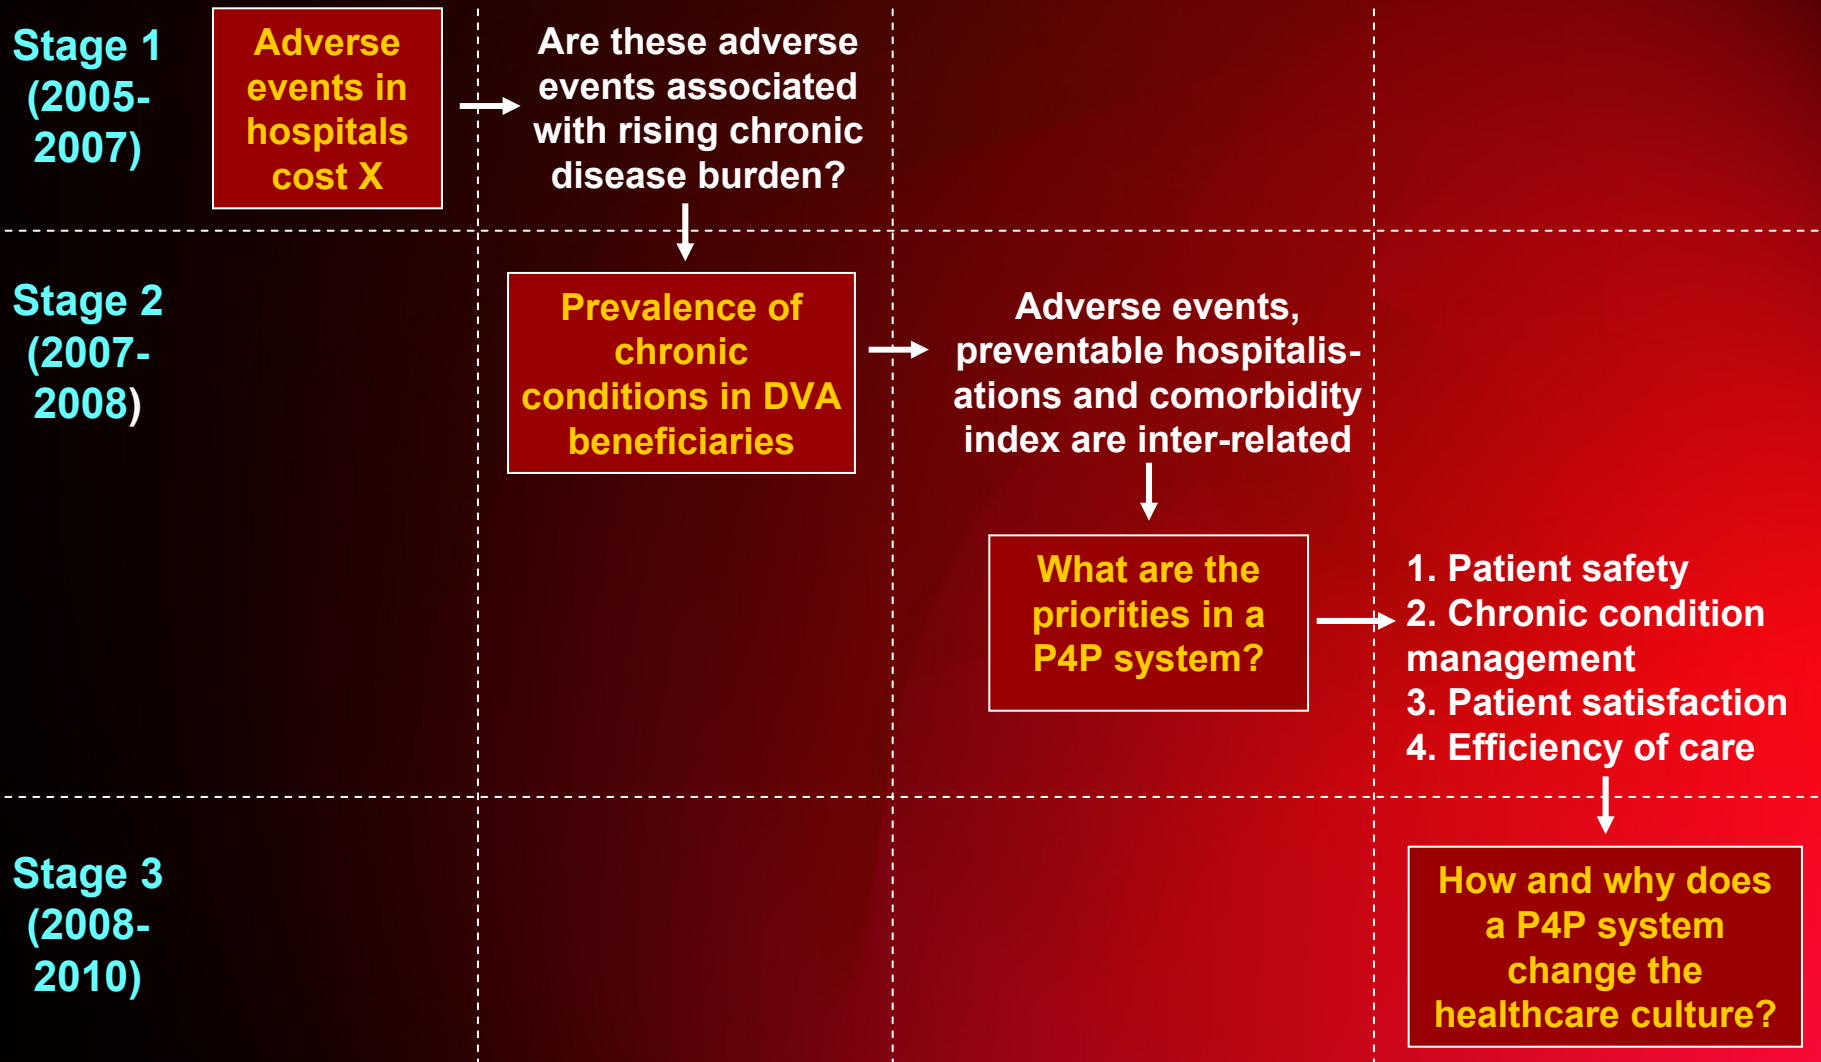 Stage 1
(2005-
2007)
Adverse
events in
hospitals
cost X
Are these adverse
events associated
with rising chronic
disease burden?
Stage 2
(2007-
2008)
Prevalence of
chronic
conditions in DVA
beneficiaries
Adverse events,
preventable hospitalis-
ations and comorbidity
index are inter-related
What are the
priorities in a
P4P system?
1. Patient safety
2. Chronic condition
management
3. Patient satisfaction
4. Efficiency of care
Stage 3
(2008-
2010)
How and why does
a P4P system
change the
healthcare culture?